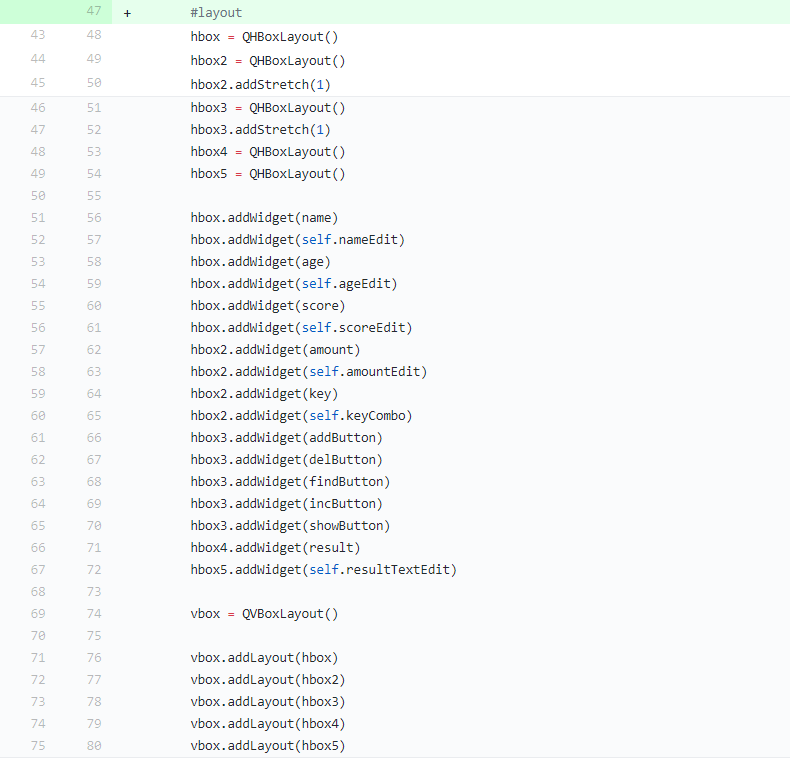 47 + #layout
43 48 hbox = QHBoxLayout()
44 49 hbox2 = QHBoxLayout()
45 50 hbox2.addStretch(1)
46 51 hbox3 = QHBoxLayout()
47 52 hbox3.addStretch(1)
48 53 hbox4 = QHBoxLayout()
49 54 hbox5 = QHBoxLayout()
50 55
51 56 hbox.addWidget(name)
52 57 hbox.addWidget(self.nameEdit)
53 58 hbox.addWidget(age)
54 59 hbox.addWidget(self.ageEdit)
55 60 hbox.addWidget(score)
56 61 hbox.addWidget(self.scoreEdit)
57 62 hbox2.addWidget(amount)
58 63 hbox2.addWidget(self.amountEdit)
59 64 hbox2.addWidget(key)
60 65 hbox2.addWidget(self.keyCombo)
61 66 hbox3.addWidget(addButton)
62 67 hbox3.addWidget(delButton)
63 68 hbox3.addWidget(findButton)
64 69 hbox3.addWidget(incButton)
65 70 hbox3.addWidget(showButton)
66 71 hbox4.addWidget(result)
67 72 hbox5.addWidget(self.resultTextEdit)
68 73
69 74 vbox = QVBoxLayout()
70 75
71 76 vbox.addLayout(hbox)
72 77 vbox.addLayout(hbox2)
73 78 vbox.addLayout(hbox3)
74 79 vbox.addLayout(hbox4)
75 80 vbox.addLayout(hbox5)